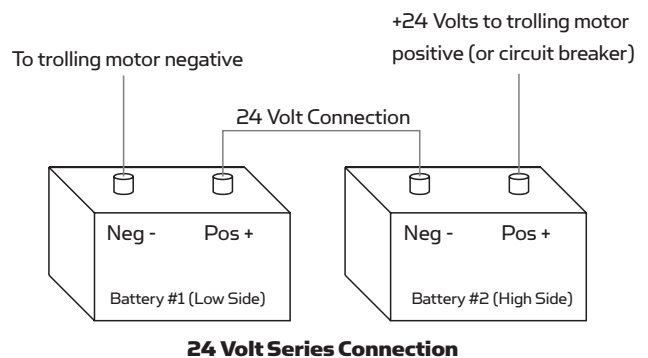 +24 Volts to trolling motor
positive (or circuit breaker)
To trolling motor negative
24 Volt Connection
Neg - Pos +
Neg - Pos +
Battery #1 (Low Side)
Battery #2 (High Side)
24 Volt Series Connection